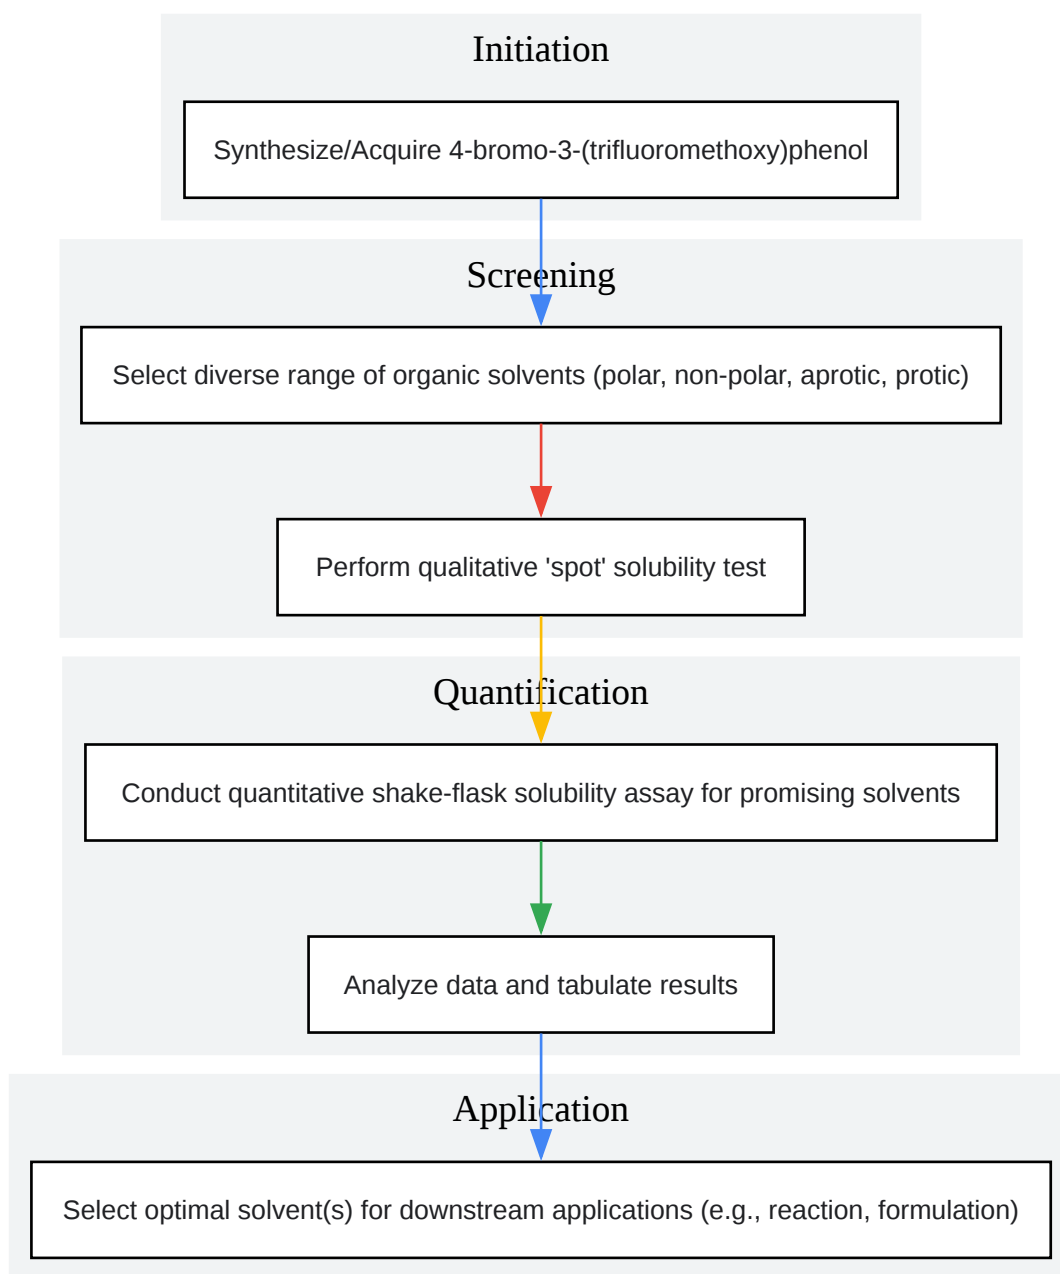 Initiation
Synthesize/Acquire 4-bromo-3-(trifluoromethoxy)phenol
Screening
Select diverse range of organic solvents (polar, non-polar, aprotic, protic)
Perform qualitative 'spot' solubility test
Quantification
Conduct quantitative shake-flask solubility assay for promising solvents
Analyze data and tabulate results
Application
Select optimal solvent(s) for downstream applications (e.g., reaction, formulation)